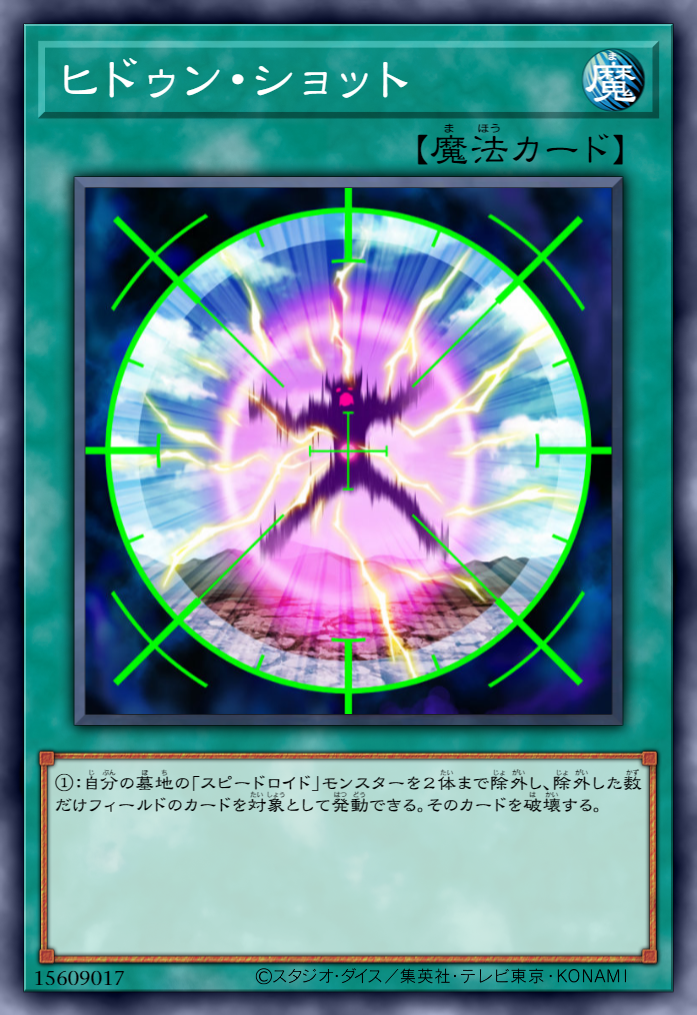 ヒドゥン・ショット
魔
【魔法カード】
①:自分の墓地の「スピードロイド」モンスターを2体まで除外し、除外した数
だけフィールドのカードを対象として発動できる。そのカードを破壊する。
15609017 ©スタジオ・ダイス/集英社・テレビ東京・KONAMI